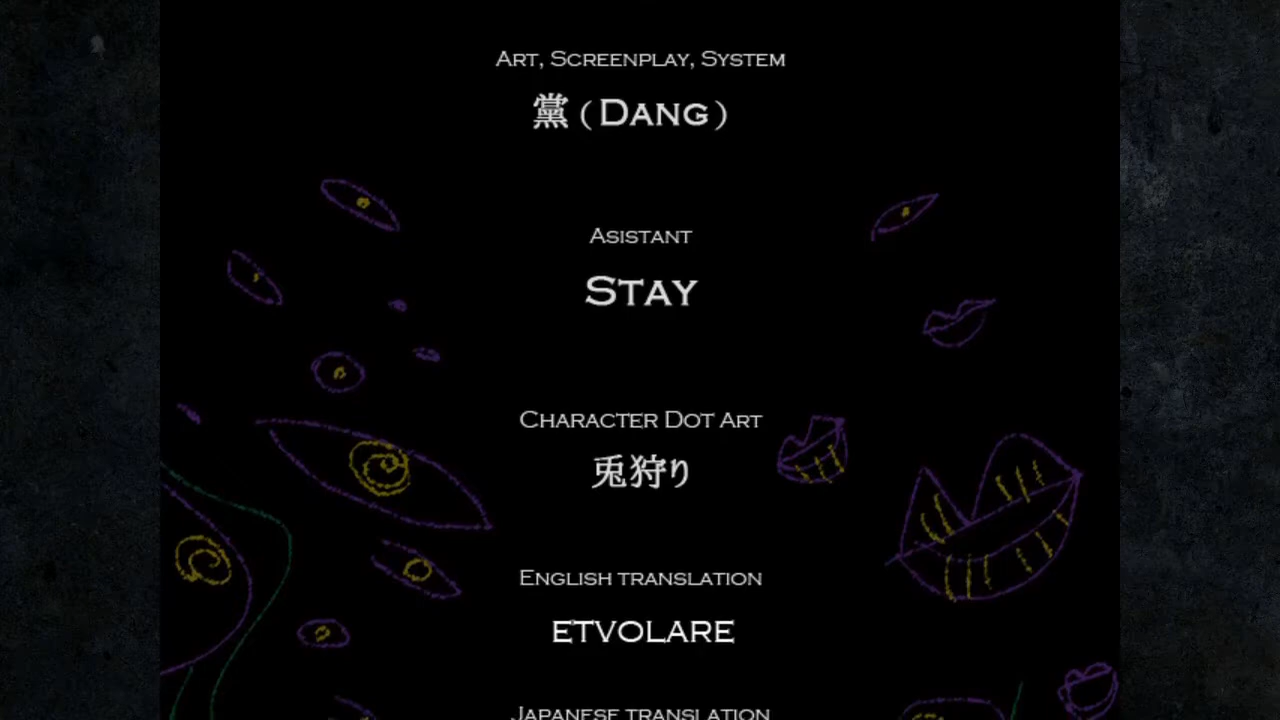 Art, Screenplay, System
黨 (Dang)
Asistant
Stay
Character Dot Art
兎狩り
English translation
ETVOLARE
Japanese translation